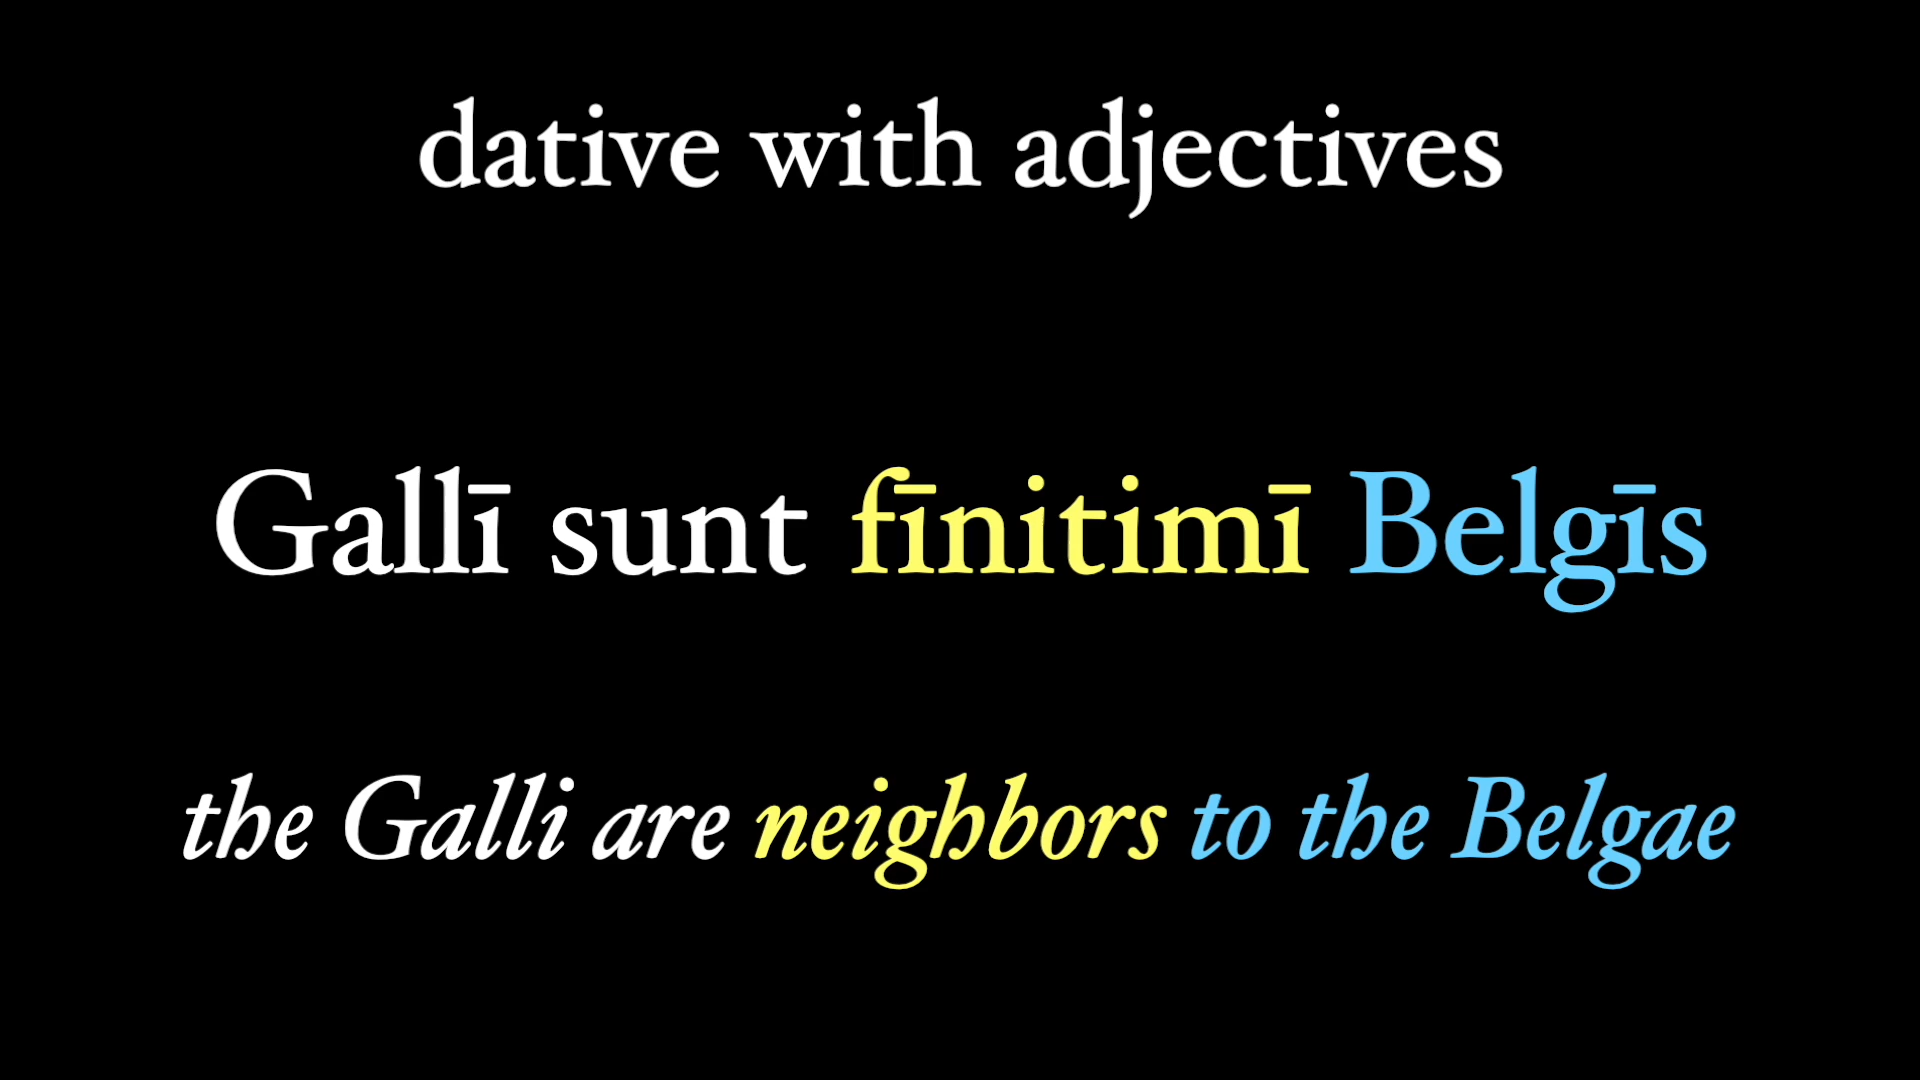 dative with adjectives
Gallī sunt fīnitimī Belgīs
the Galli are neighbors to the Belgae